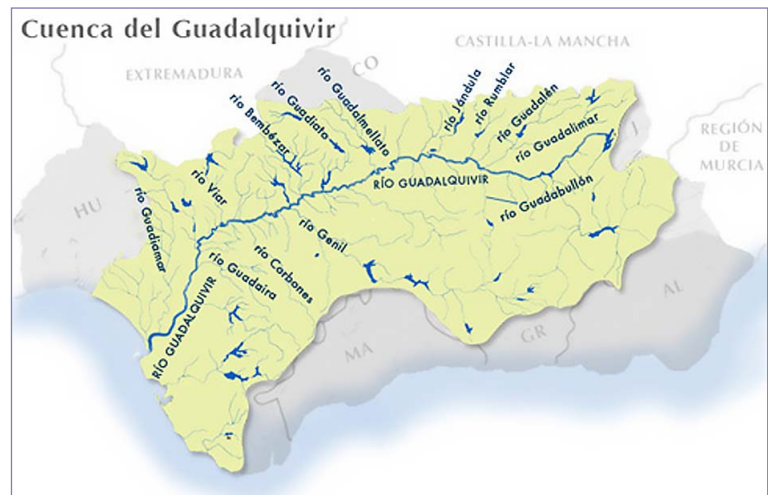 Cuenca del Guadalquivir
CASTILLA-LA MANCHA
EXTREMADURA
CO
río Guadalmellato
río Guadiato
río Bembézar
río Jándula
río Rumblar
río Guadalén
río Guadalimar
J
REGIÓN
DE
MURCIA
río Viar
RÍO GUADALQUIVIR
río Guadabullón
HU
río Guadiamar
río Genil
río Corbones
río Guadaira
RÍO GUADALQUIVIR
AL
GR
MA